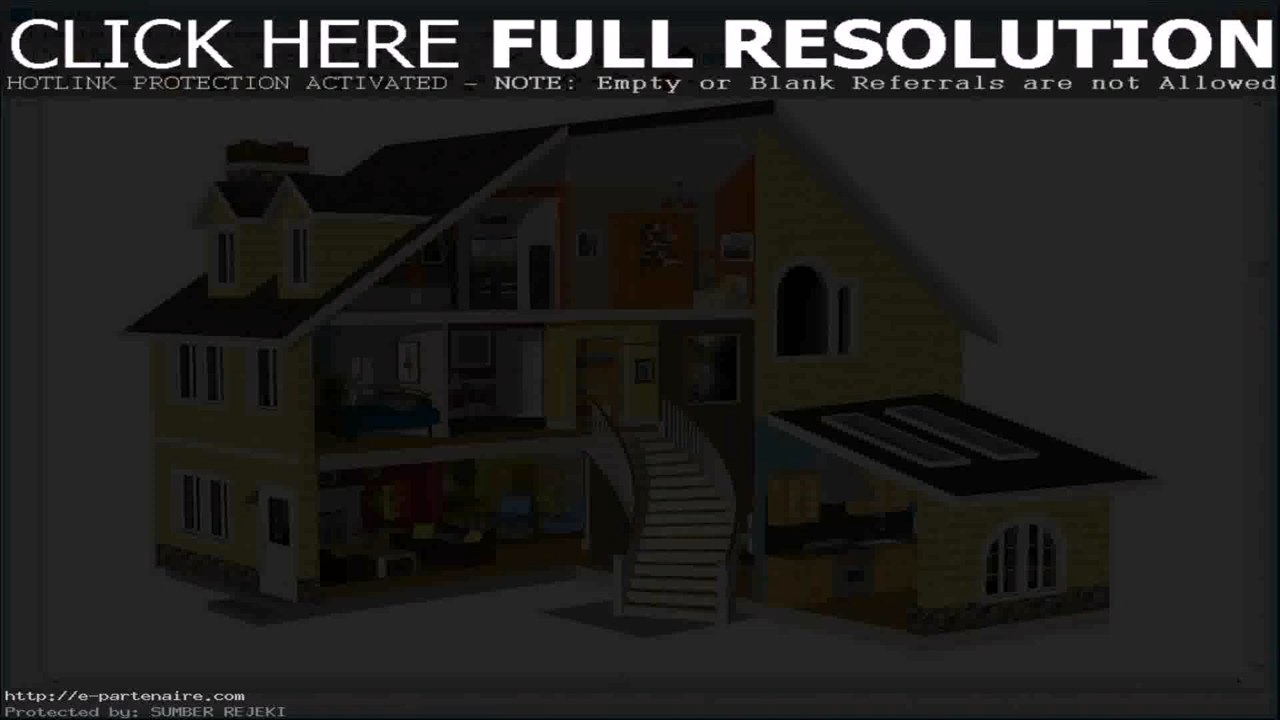 CLICK HERE FULL RESOLUTION
HOTLINK PROTECTION ACTIVATED - NOTE: Empty or Blank Referrals are not Allowed
http://e-partenaire.com
Protected by: SUMBER REJEKI